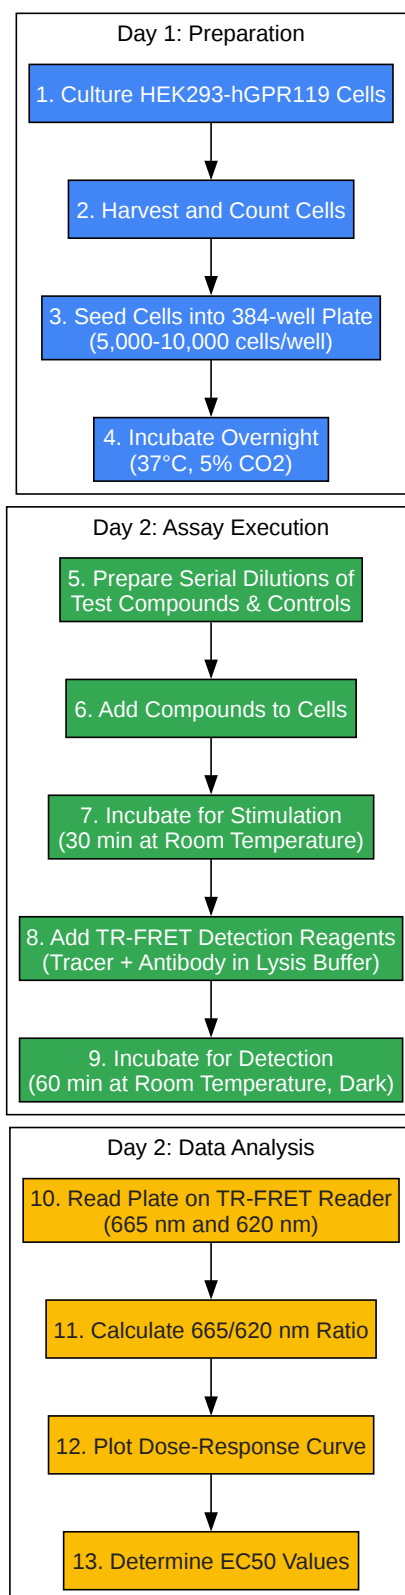 Day 1: Preparation
1. Culture HEK293-hGPR119 Cells
2. Harvest and Count Cells
3. Seed Cells into 384-well Plate
(5,000-10,000 cells/well)
4. Incubate Overnight
(37°C, 5% CO2)
Day 2: Assay Execution
5. Prepare Serial Dilutions of
Test Compounds & Controls
6. Add Compounds to Cells
7. Incubate for Stimulation
(30 min at Room Temperature)
8. Add TR-FRET Detection Reagents
(Tracer + Antibody in Lysis Buffer)
9. Incubate for Detection
(60 min at Room Temperature, Dark)
Day 2: Data Analysis
10. Read Plate on TR-FRET Reader
(665 nm and 620 nm)
11. Calculate 665/620 nm Ratio
12. Plot Dose-Response Curve
13. Determine EC50 Values